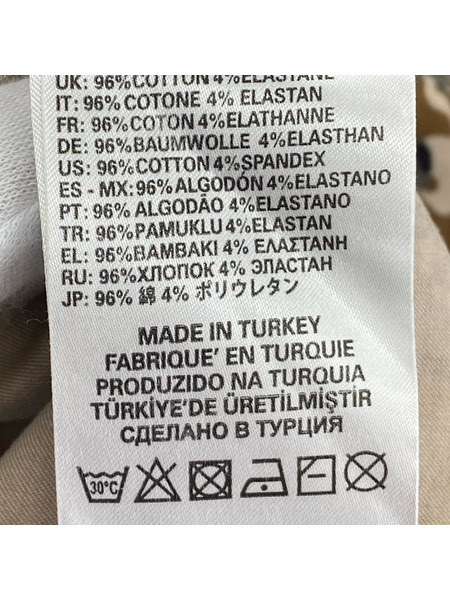 UK: 96%COTTON 4%ELASTANE
IT: 96% COTONE 4% ELASTAN
FR: 96% COTON 4%ELATHANNE
DE: 96%BAUMWOLLE 4%ELASTHAN
US: 96%COTTON 4%SPANDEX
ES - MX: 96% ALGODÓN 4%ELASTANO
PT: 96% ALGODÃO 4%ELASTANO
TR: 96%PAMUKLU 4%ELASTAN
EL: 96%BAMBAKI 4% ΕΛΑΣΤΑΝΗ
RU: 96%ХЛОПОК 4% ЭЛАСТАН
JP: 96% 綿 4% ポリウレタン
MADE IN TURKEY
FABRIQUE' EN TURQUIE
PRODUZIDO NA TURQUIA
TÜRKİYE'DE ÜRETİLMİŞTİR
СДЕЛАНО В ТУРЦИЯ
30°C